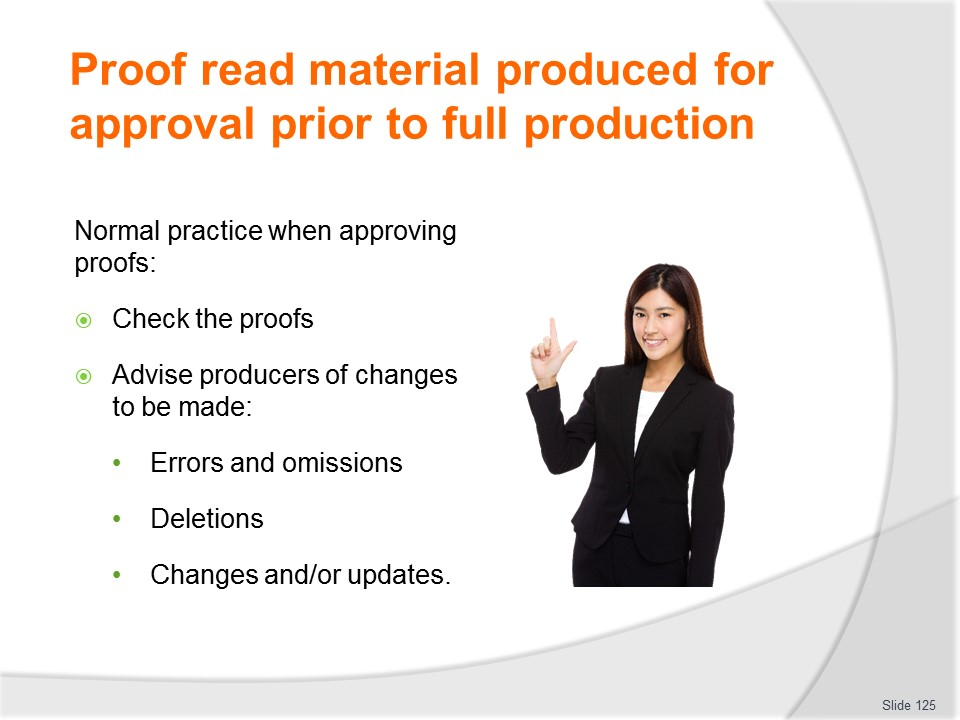 Proof read material produced for
approval prior to full production
Normal practice when approving
proofs:
Check the proofs
Advise producers of changes
to be made:
• Errors and omissions
• Deletions
• Changes and/or updates.
Slide 125